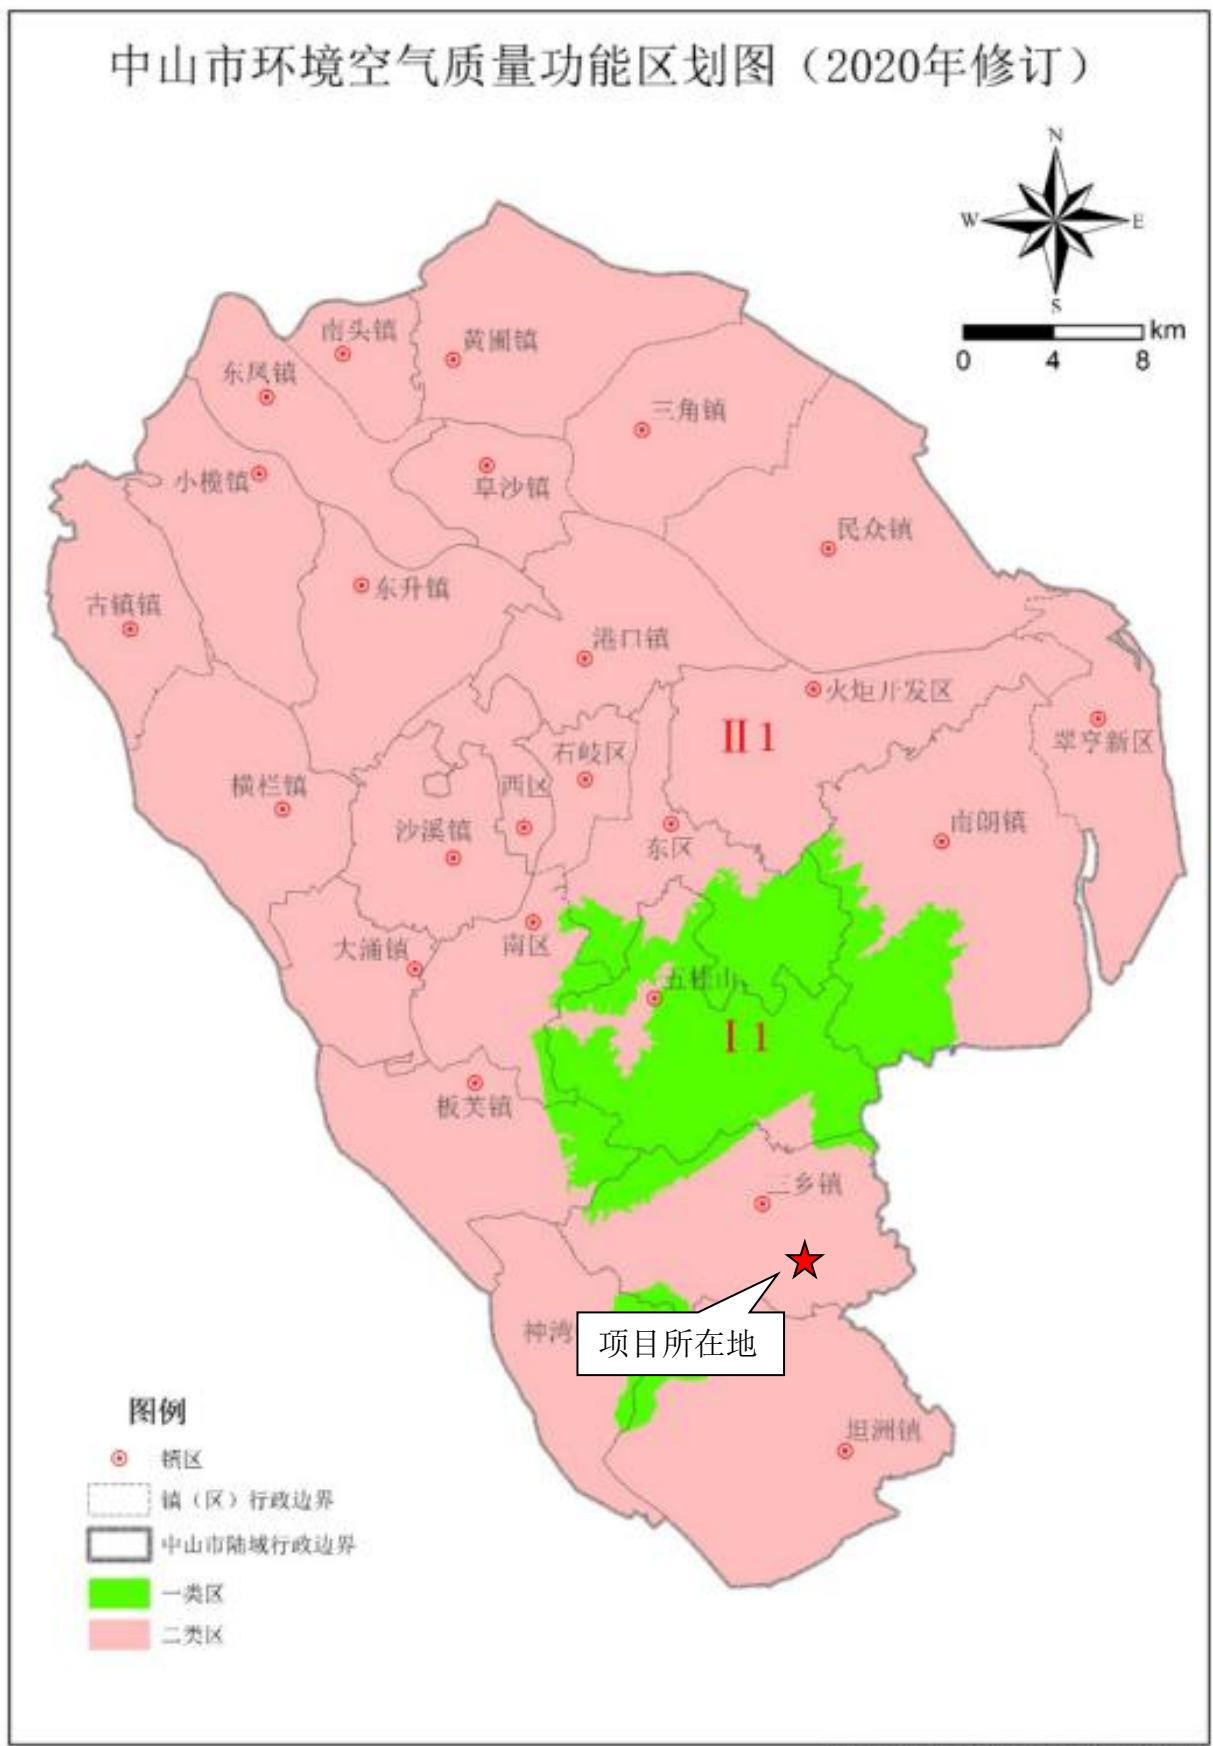 中山市环境空气质量功能区划图（2020年修订）
N
W
E
S
km
0 4 8
南头镇
黄圃镇
东凤镇
三角镇
小榄镇
阜沙镇
民众镇
东升镇
古镇镇
港口镇
火炬开发区
II 1
翠亨新区
石岐区
横栏镇
西区
沙溪镇
南朗镇
东区
大涌镇
南区
五桂山
I 1
板芙镇
三乡镇
神湾
项目所在地
坦洲镇
图例
镇区
镇（区）行政边界
中山市陆域行政边界
一类区
二类区